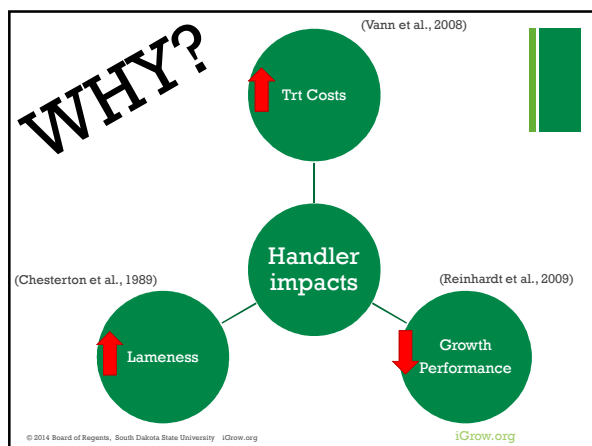 WHY?
(Vann et al., 2008)
Trt Costs
Handler
impacts
(Chesterton et al., 1989)
(Reinhardt et al., 2009)
Lameness
Growth
Performance
© 2014 Board of Regents, South Dakota State University iGrow.org
iGrow.org